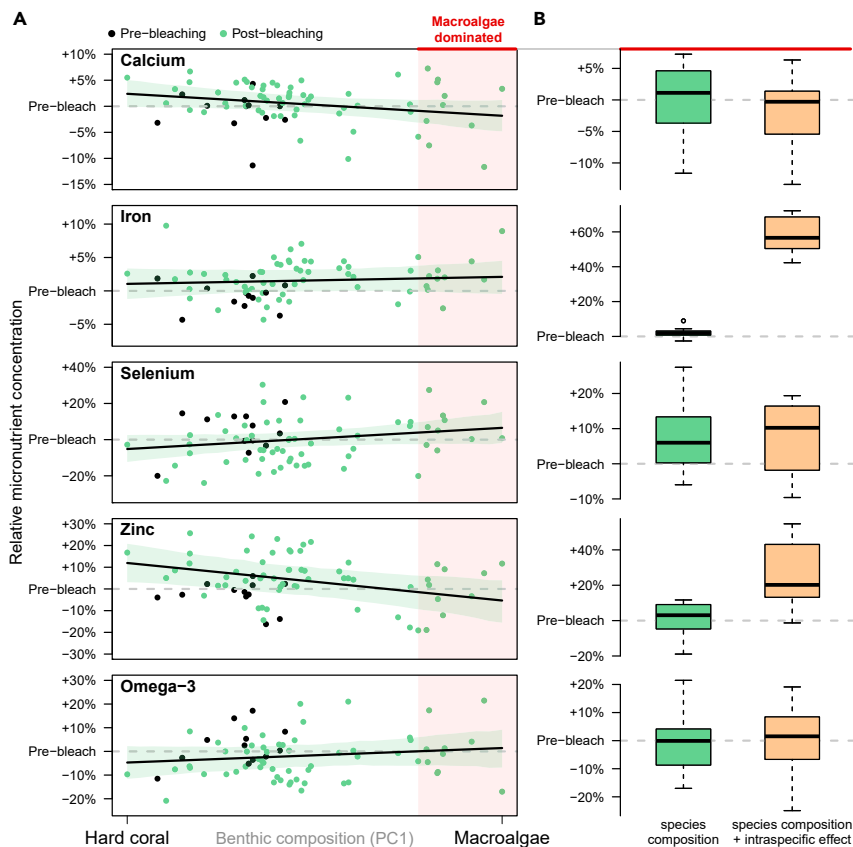 A
Pre−bleaching
Post−bleaching
Macroalgae
dominated
B
Relative micronutrient concentration
Calcium
+10%
+5%
Pre−bleach
−5%
−10%
−15%
+5%
Pre−bleach
−5%
−10%
Iron
+10%
+5%
Pre−bleach
−5%
+60%
+40%
+20%
Pre−bleach
Selenium
+40%
+20%
Pre−bleach
−20%
+20%
+10%
Pre−bleach
−10%
Zinc
+30%
+20%
+10%
Pre−bleach
−10%
−20%
−30%
+40%
+20%
Pre−bleach
−20%
Omega−3
+30%
+10%
Pre−bleach
−10%
−20%
+20%
Pre−bleach
−10%
−20%
Hard coral
Benthic composition (PC1)
Macroalgae
species
composition
species composition
+ intraspecific effect